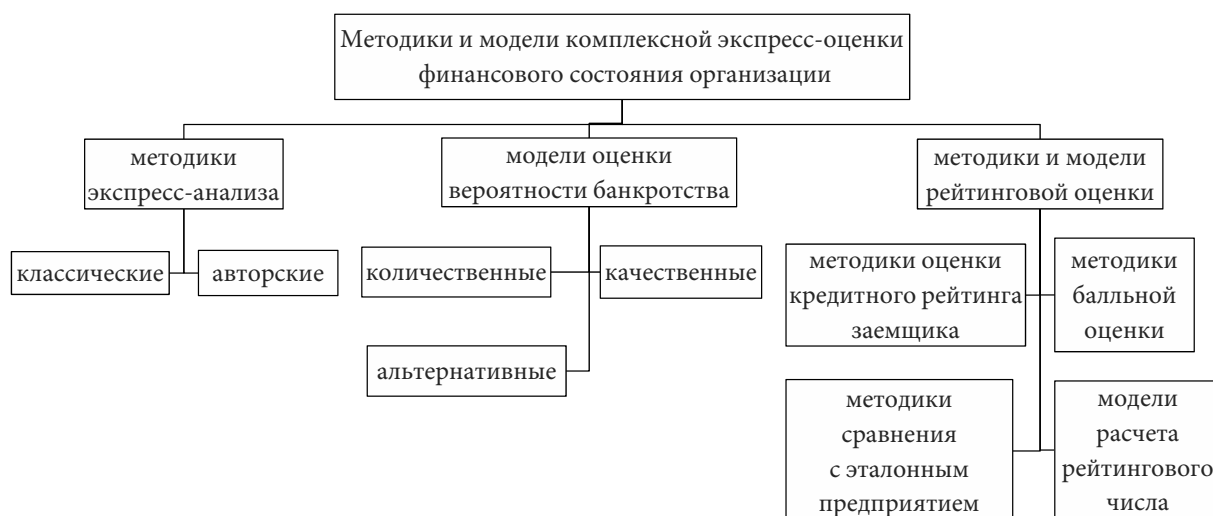 Методики и модели комплексной экспресс-оценки
финансового состояния организации
методики
экспресс-анализа
модели оценки
вероятности банкротства
методики и модели
рейтинговой оценки
классические
авторские
количественные
качественные
альтернативные
методики оценки
кредитного рейтинга
заемщика
методики
балльной
оценки
методики
сравнения
с эталонным
предприятием
модели
расчета
рейтингового
числа